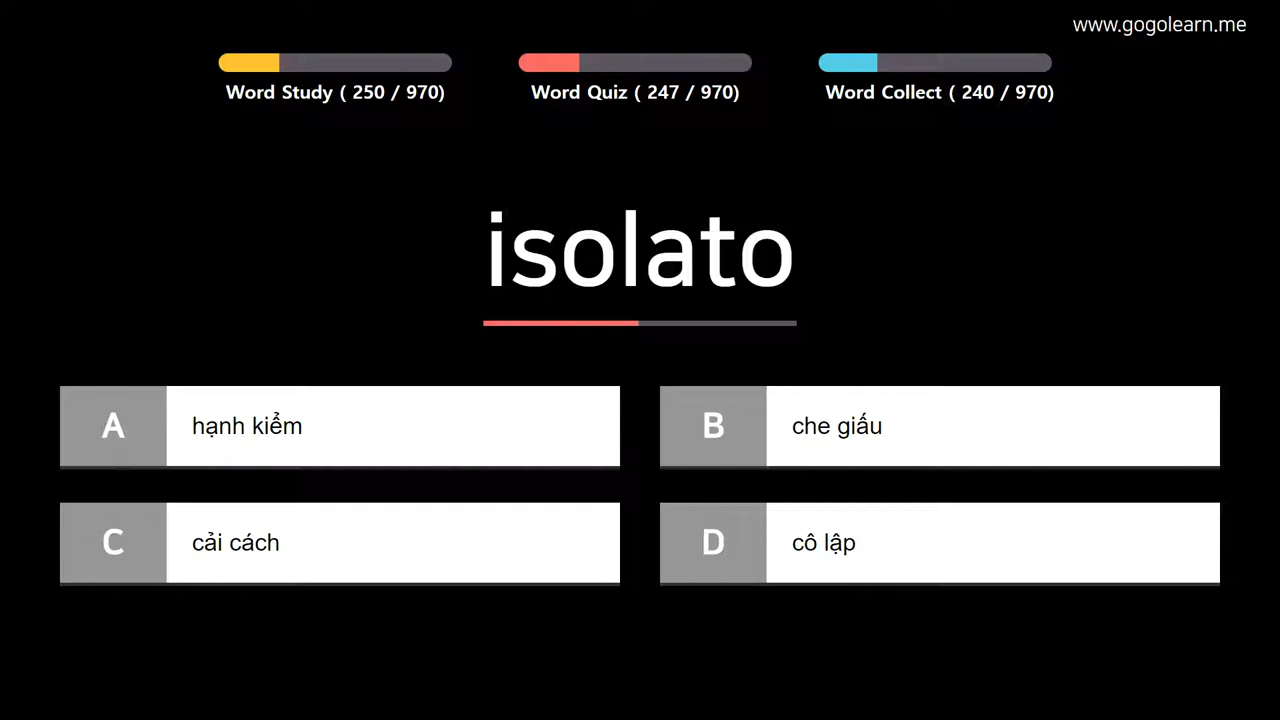 www.gogolearn.me
Word Study ( 250 / 970)
Word Quiz ( 247 / 970)
Word Collect ( 240 / 970)
isolato
A
hạnh kiểm
B
che giấu
C
cải cách
D
cô lập